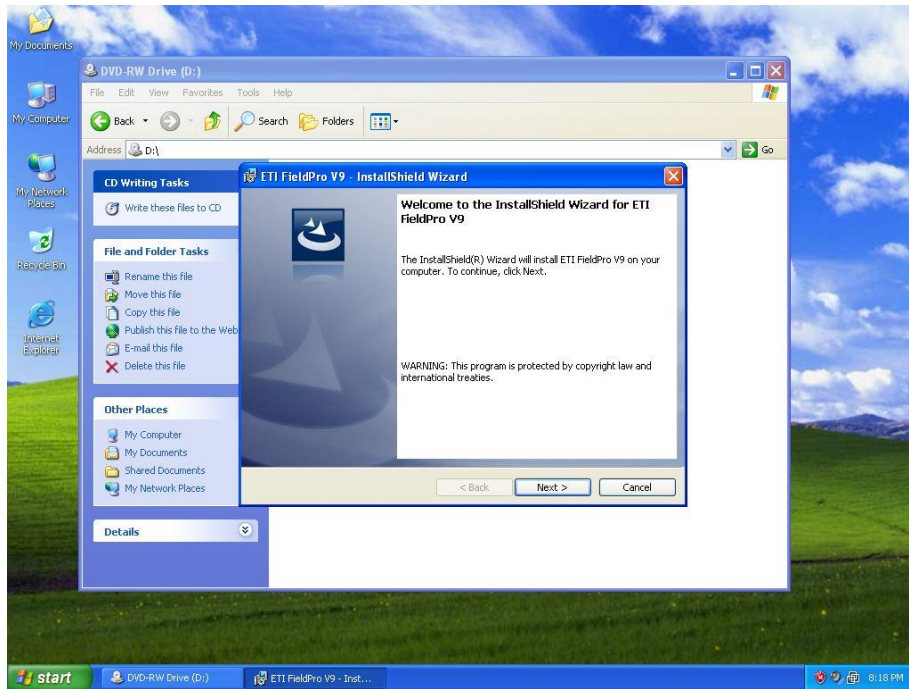 My Documents
My Computer
My Network
Places
Recycle Bin
Internet
Explorer
DVD-RW Drive (D:)
File Edit View Favorites Tools Help
Back Search Folders
Address D:\ Go
CD Writing Tasks
Write these files to CD
File and Folder Tasks
Rename this file
Move this file
Copy this file
Publish this file to the Web
E-mail this file
Delete this file
Other Places
My Computer
My Documents
Shared Documents
My Network Places
Details
ETI FieldPro V9 - InstallShield Wizard
Welcome to the InstallShield Wizard for ETI
FieldPro V9
The InstallShield(R) Wizard will install ETI FieldPro V9 on your
computer. To continue, click Next.
WARNING: This program is protected by copyright law and
international treaties.
< Back Next > Cancel
start DVD-RW Drive (D:) ETI FieldPro V9 - Inst... 8:18 PM